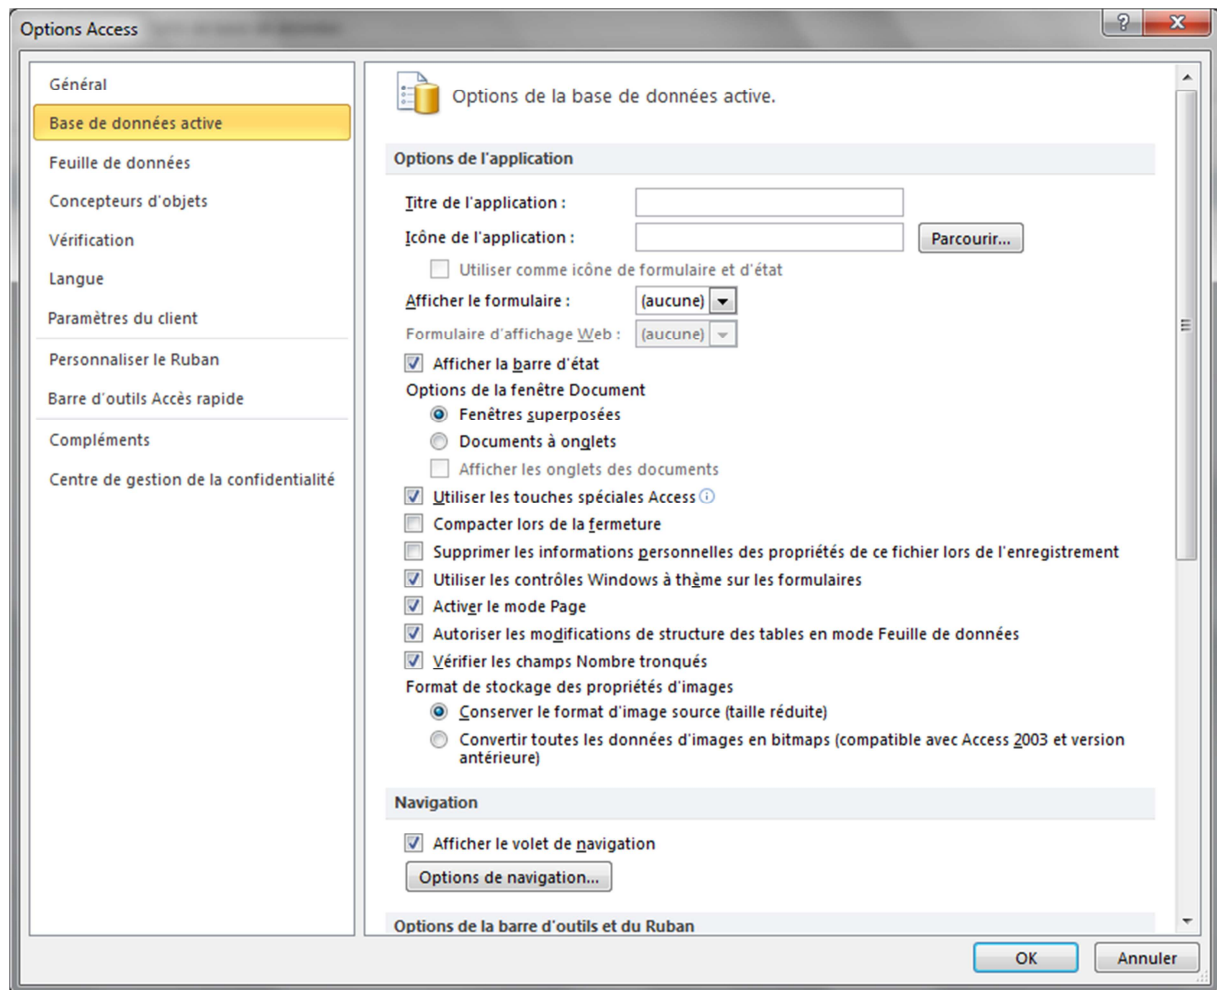 Options Access
Général
Base de données active
Feuille de données
Concepteurs d'objets
Vérification
Langue
Paramètres du client
Personnaliser le Ruban
Barre d'outils Accès rapide
Compléments
Centre de gestion de la confidentialité
Options de la base de données active.
Options de l'application
Titre de l'application :
Icône de l'application :
Parcourir...
Utiliser comme icône de formulaire et d'état
Afficher le formulaire : (aucune)
Formulaire d'affichage Web : (aucune)
Afficher la barre d'état
Options de la fenêtre Document
Fenêtres superposées
Documents à onglets
Afficher les onglets des documents
Utiliser les touches spéciales Access
Compacter lors de la fermeture
Supprimer les informations personnelles des propriétés de ce fichier lors de l'enregistrement
Utiliser les contrôles Windows à thème sur les formulaires
Activer le mode Page
Autoriser les modifications de structure des tables en mode Feuille de données
Vérifier les champs Nombre tronqués
Format de stockage des propriétés d'images
Conserver le format d'image source (taille réduite)
Convertir toutes les données d'images en bitmaps (compatible avec Access 2003 et version
antérieure)
Navigation
Afficher le volet de navigation
Options de navigation...
Options de la barre d'outils et du Ruban
OK
Annuler